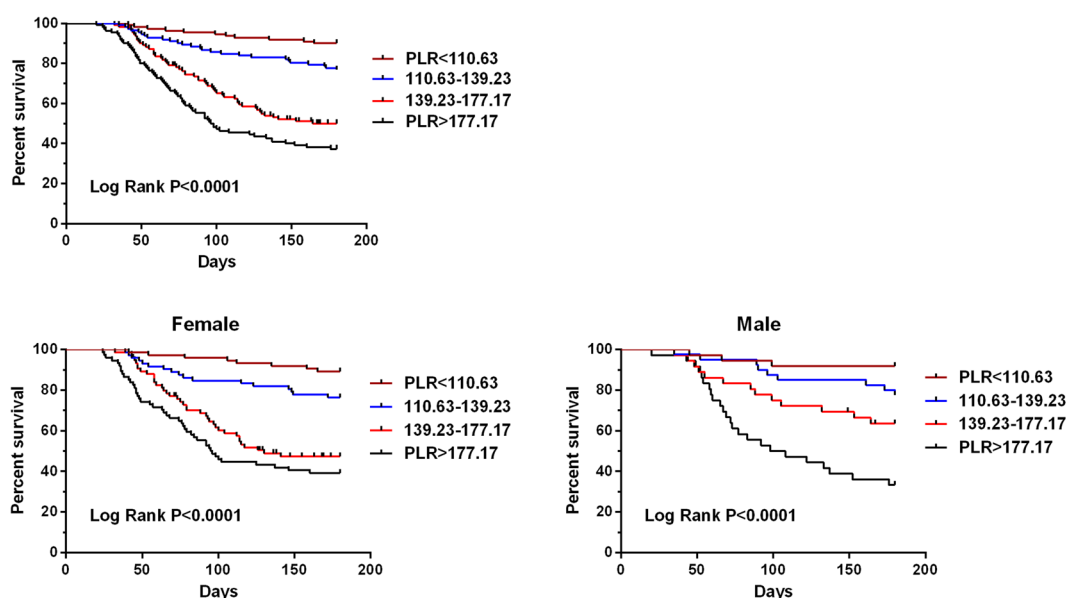 100
80
60
40
20
0
Percent survival
PLR<110.63
110.63-139.23
139.23-177.17
PLR>177.17
Log Rank P<0.0001
0 50 100 150 200
Days
Female
100
80
60
40
20
0
Percent survival
PLR<110.63
110.63-139.23
139.23-177.17
PLR>177.17
Log Rank P<0.0001
0 50 100 150 200
Days
Male
100
80
60
40
20
0
Percent survival
PLR<110.63
110.63-139.23
139.23-177.17
PLR>177.17
Log Rank P<0.0001
0 50 100 150 200
Days